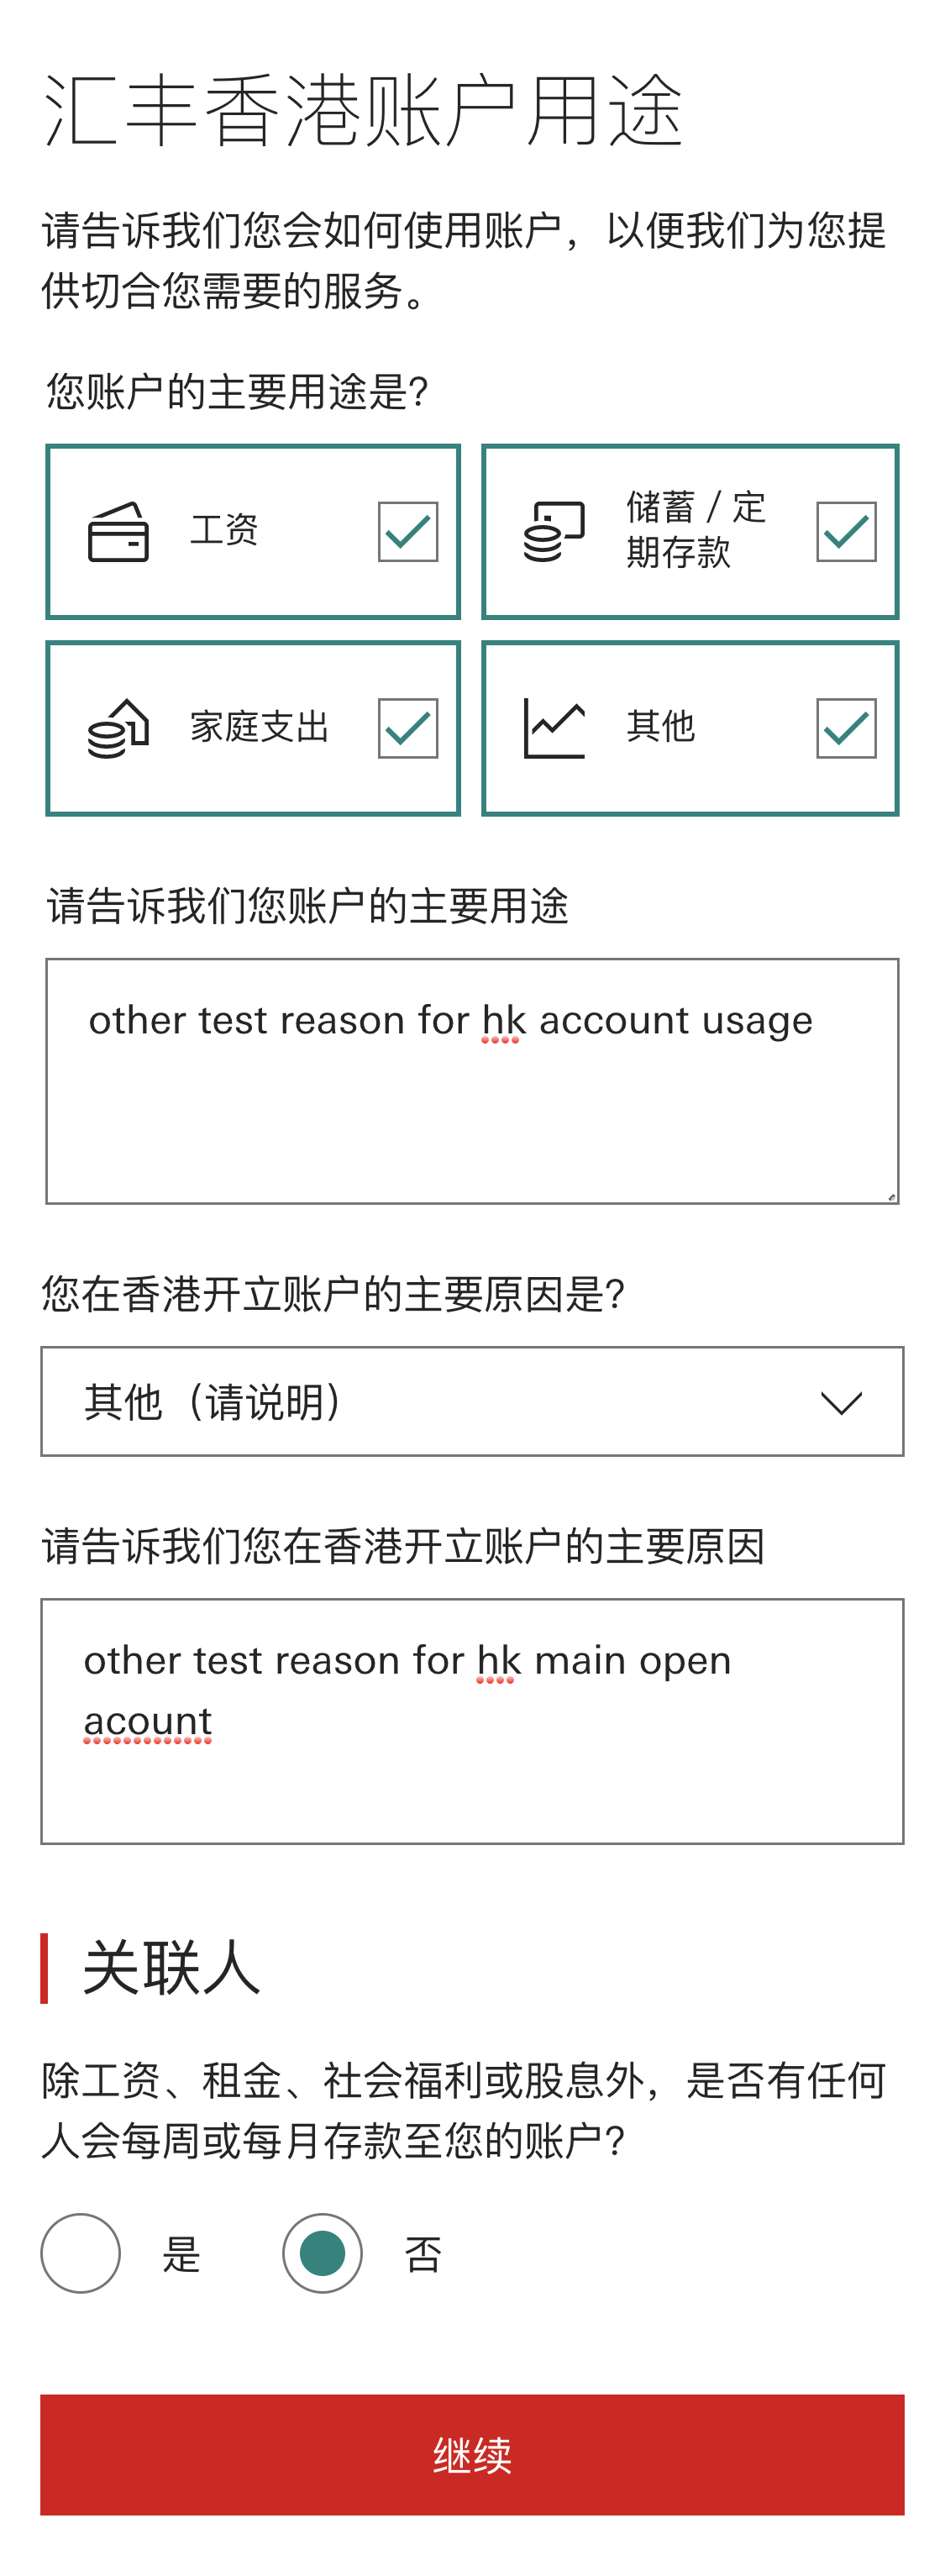 汇丰香港账户用途
请告诉我们您会如何使用账户，以便我们为您提
供切合您需要的服务。
您账户的主要用途是?
工资
储蓄 / 定
期存款
家庭支出
其他
请告诉我们您账户的主要用途
other test reason for hk account usage
您在香港开立账户的主要原因是?
其他（请说明）
请告诉我们您在香港开立账户的主要原因
other test reason for hk main open
acount
关联人
除工资、租金、社会福利或股息外，是否有任何
人会每周或每月存款至您的账户?
是
否
继续